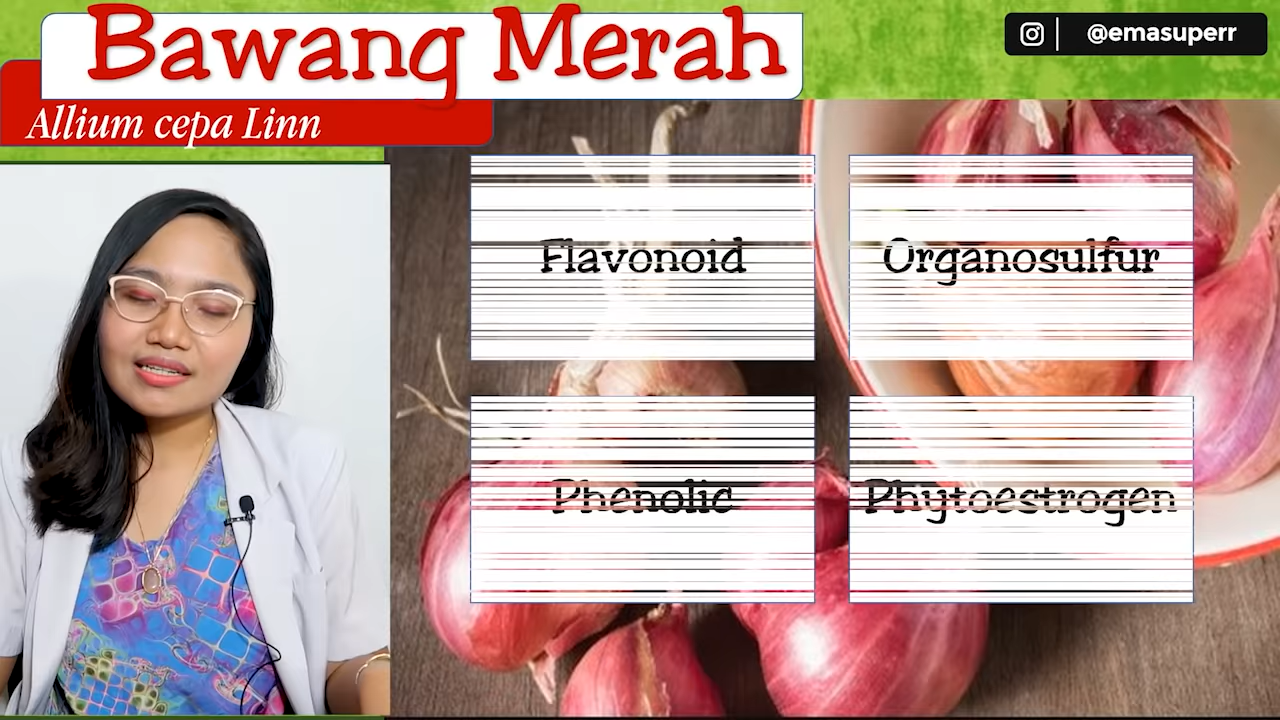 Bawang Merah
@emasuperr
Allium cepa Linn
Flavonoid
Organosulfur
Phenolic
Phytoestrogen